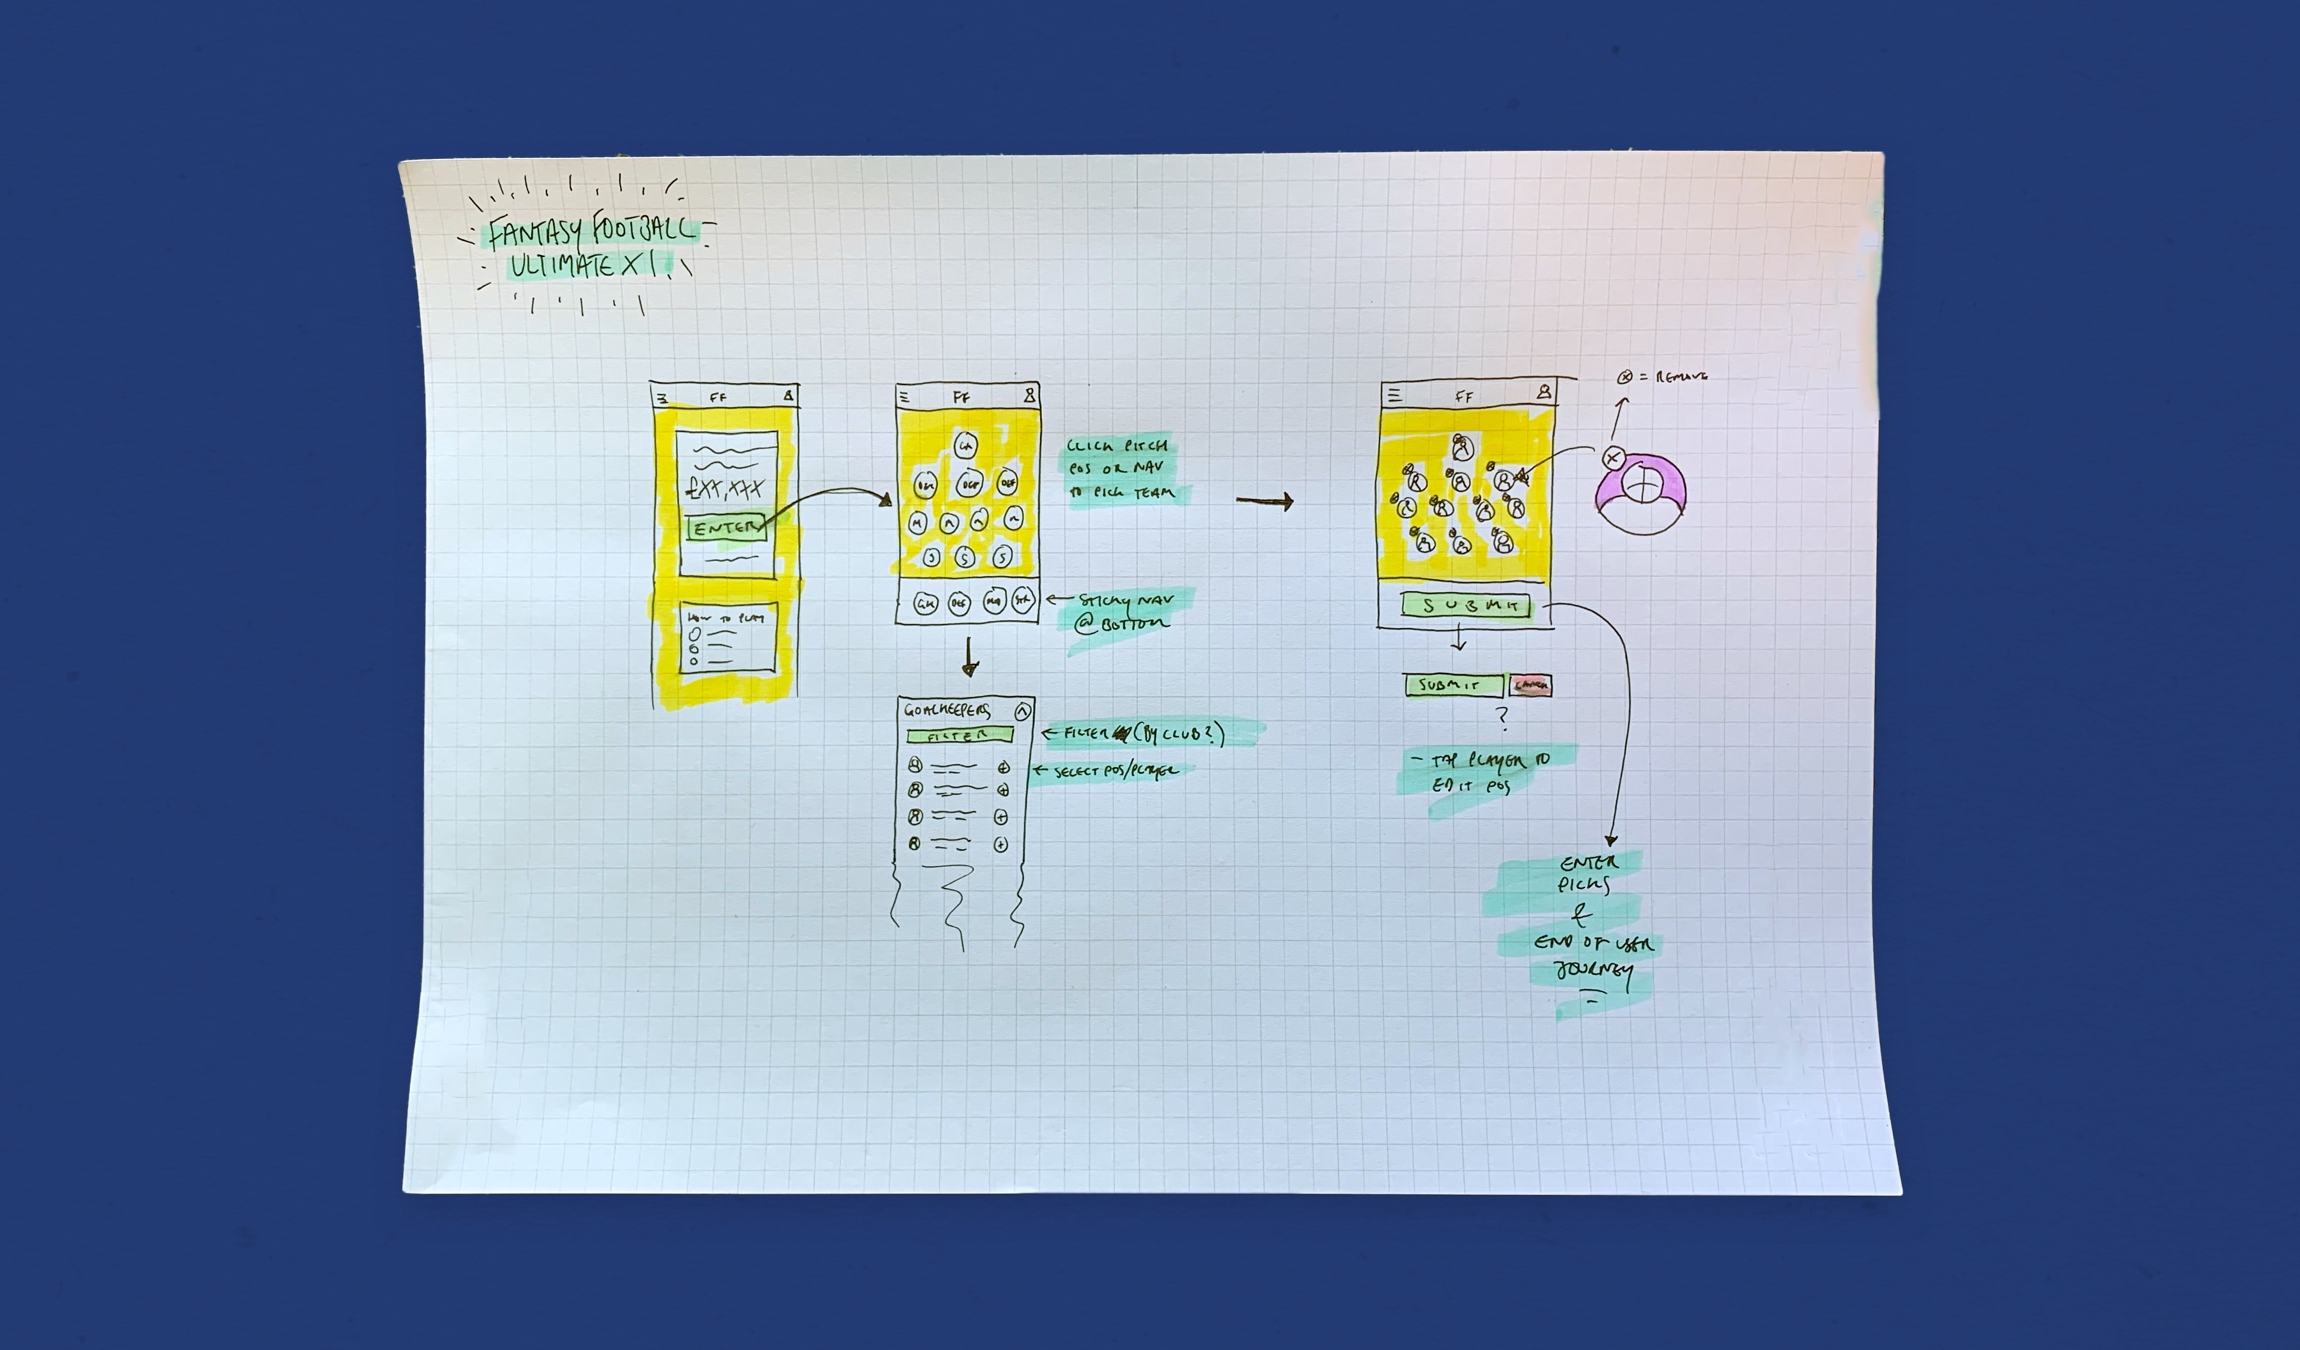 FANTASY FOOTBALL
ULTIMATE XI
FF
£XX,XXX
ENTER
HOW TO PLAY
FF
GK
DEF
DEF
DEF
M
M
M
M
S
S
S
GK
DEF
MID
STR
CLICK PITCH
POS OR NAV
TO PICK TEAM
← STICKY NAV
@ BOTTOM
GOALKEEPERS
FILTER
← FILTER (BY CLUB?)
← SELECT POS/PLAYER
FF
SUBMIT
SUBMIT
CANCEL
?
- TAP PLAYER TO
EDIT POS
X = REMOVE
X
ENTER
PICKS
&
END OF USER
JOURNEY